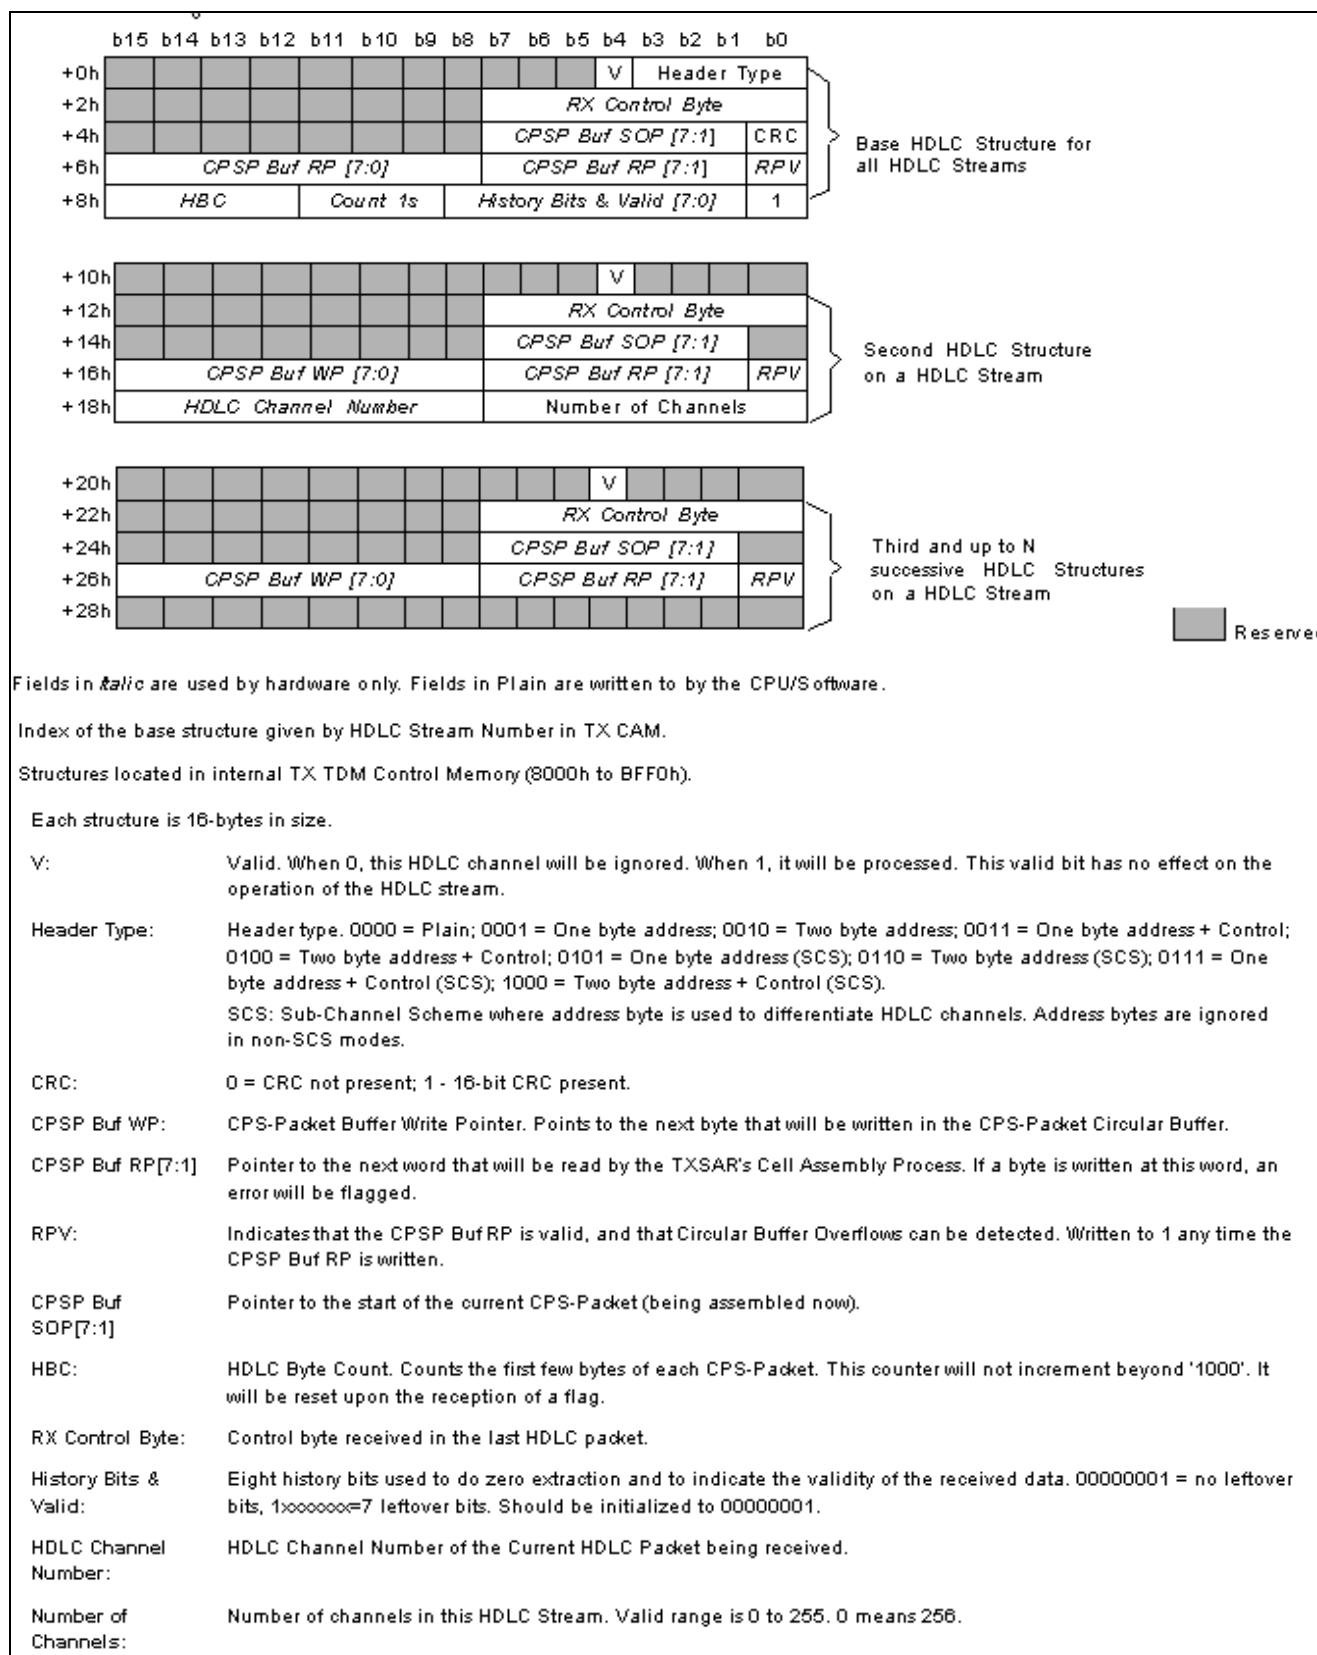 b15 b14 b13 b12 b11 b10 b9 b8 b7 b6 b5 b4 b3 b2 b1 b0
+0h V Header Type
+2h RX Control Byte
+4h CPSP Buf SOP [7:1] CRC
+6h CPSP Buf RP [7:0] CPSP Buf RP [7:1] RPV
+8h HBC Count 1s History Bits & Valid [7:0] 1
Base HDLC Structure for
all HDLC Streams
+10h V
+12h RX Control Byte
+14h CPSP Buf SOP [7:1]
+16h CPSP Buf WP [7:0] CPSP Buf RP [7:1] RPV
+18h HDLC Channel Number Number of Channels
Second HDLC Structure
on a HDLC Stream
+20h V
+22h RX Control Byte
+24h CPSP Buf SOP [7:1]
+26h CPSP Buf WP [7:0] CPSP Buf RP [7:1] RPV
+28h
Third and up to N
successive HDLC Structures
on a HDLC Stream
Fields in Italic are used by hardware only. Fields in Plain are written to by the CPU/Software.
Index of the base structure given by HDLC Stream Number in TX CAM.
Structures located in internal TX TDM Control Memory (8000h to BFF0h).
Each structure is 16-bytes in size.
V: Valid. When 0, this HDLC channel will be ignored. When 1, it will be processed. This valid bit has no effect on the
operation of the HDLC stream.
Header Type: Header type. 0000 = Plain; 0001 = One byte address; 0010 = Two byte address; 0011 = One byte address + Control;
0100 = Two byte address + Control; 0101 = One byte address (SCS); 0110 = Two byte address (SCS); 0111 = One
byte address + Control (SCS); 1000 = Two byte address + Control (SCS).
SCS: Sub-Channel Scheme where address byte is used to differentiate HDLC channels. Address bytes are ignored
in non-SCS modes.
CRC: 0 = CRC not present; 1 - 16-bit CRC present.
CPSP Buf WP: CPS-Packet Buffer Write Pointer. Points to the next byte that will be written in the CPS-Packet Circular Buffer.
CPSP Buf RP[7:1] Pointer to the next word that will be read by the TXSAR's Cell Assembly Process. If a byte is written at this word, an
error will be flagged.
RPV: Indicates that the CPSP Buf RP is valid, and that Circular Buffer Overflows can be detected. Written to 1 any time the
CPSP Buf RP is written.
CPSP Buf Pointer to the start of the current CPS-Packet (being assembled now).
SOP[7:1]
HBC: HDLC Byte Count. Counts the first few bytes of each CPS-Packet. This counter will not increment beyond '1000'. It
will be reset upon the reception of a flag.
RX Control Byte: Control byte received in the last HDLC packet.
History Bits & Eight history bits used to do zero extraction and to indicate the validity of the received data. 00000001 = no leftover
Valid: bits, 1xxxxxxx=7 leftover bits. Should be initialized to 00000001.
HDLC Channel HDLC Channel Number of the Current HDLC Packet being received.
Number:
Number of Number of channels in this HDLC Stream. Valid range is 0 to 255. 0 means 256.
Channels: